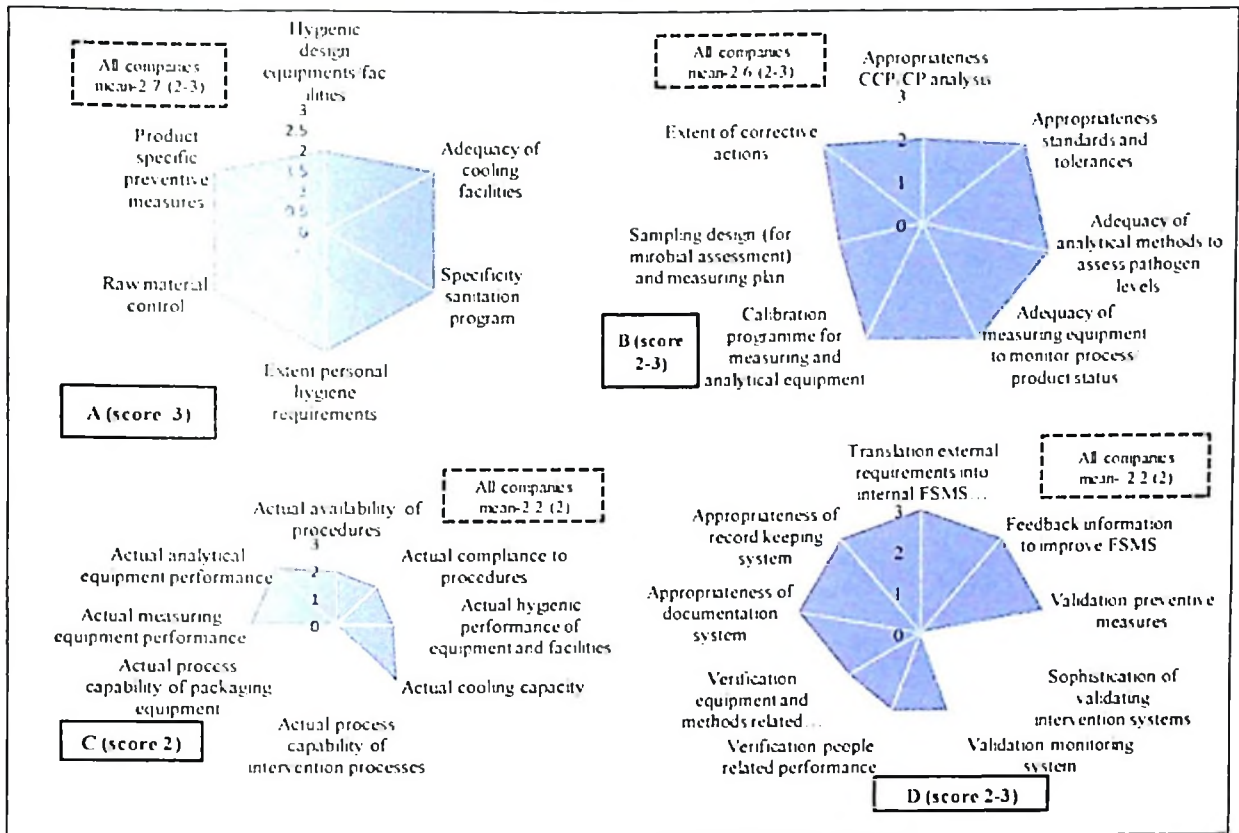 All companies
mean-2.7 (2-3)
Hygienic
design
equipments/fac
ilities
3
2.5
2
1.5
1
0.5
0
Product
specific
preventive
measures
Adequacy of
cooling
facilities
Raw material
control
Specificity
sanitation
program
Extent personal
hygiene
requirements
A (score 3)
All companies
mean-2.6 (2-3)
Appropriateness
CCP/CP analysis
3
2
1
0
Extent of corrective
actions
Appropriateness
standards and
tolerances
Sampling design (for
mirobial assessment) and
measuring plan
Adequacy of
analytical methods to
assess pathogen
levels
Calibration
programme for
measuring and
analytical equipment
Adequacy of
measuring equipment
to monitor process/
product status
B (score
2-3)
All companies
mean-2.2 (2)
Actual availability of
procedures
3
2
1
0
Actual analytical
equipment performance
Actual compliance to
procedures
Actual measuring
equipment performance
Actual hygienic
performance of
equipment and facilities
Actual process
capability of packaging
equipment
Actual cooling capacity
Actual process
capability of
intervention processes
C (score 2)
Translation external
requirements into
internal FSMS...
All companies
mean- 2.2 (2)
3
2
1
0
Appropriateness of
record keeping
system
Feedback information
to improve FSMS
Appropriateness of
documentation
system
Validation preventive
measures
Verification
equipment and
methods related...
Sophistication of
validating
intervention systems
Verification people
related performance
Validation monitoring
system
D (score 2-3)